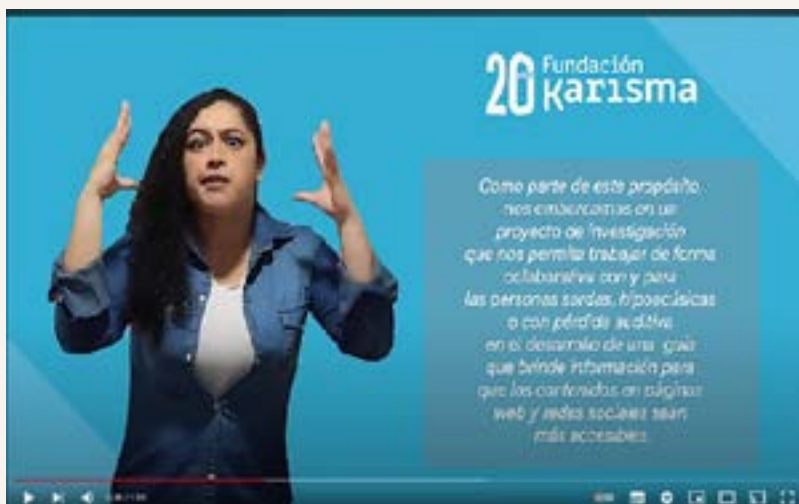 20 Fundación
Karisma
Como parte de este propósito
nos embarcamos en un
proyecto de investigación
que nos permita trabajar de forma
colaborativa con y para
las personas sordas, hipoacúsicas
o con pérdida auditiva
en el desarrollo de una guía
que brinde información para
que los contenidos en páginas
web y redes sociales sean
más accesibles